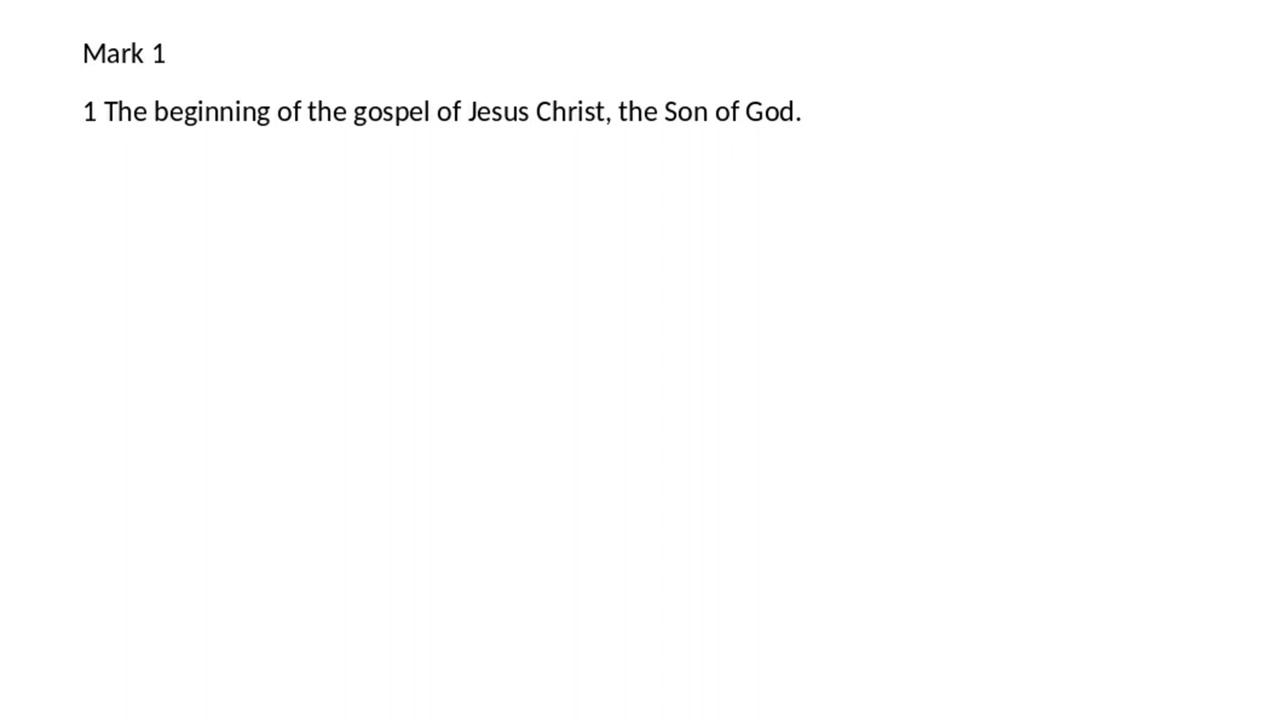 Mark 1
1 The beginning of the gospel of Jesus Christ, the Son of God.